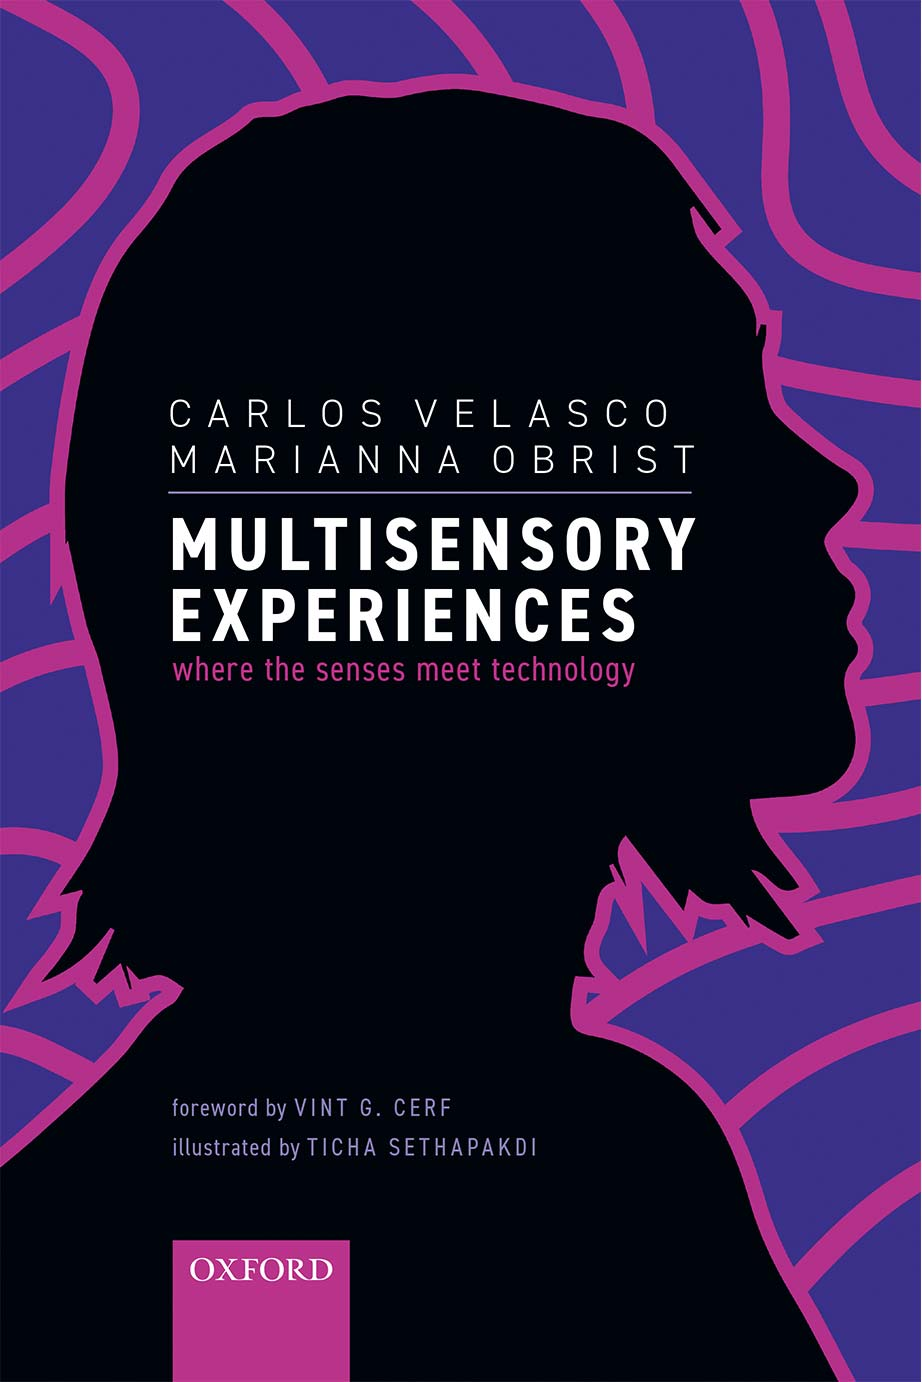 CARLOS VELASCO
MARIANNA OBRIST
MULTISENSORY
EXPERIENCES
where the senses meet technology
foreword by VINT G. CERF
illustrated by TICHA SETHAPAKDI
OXFORD